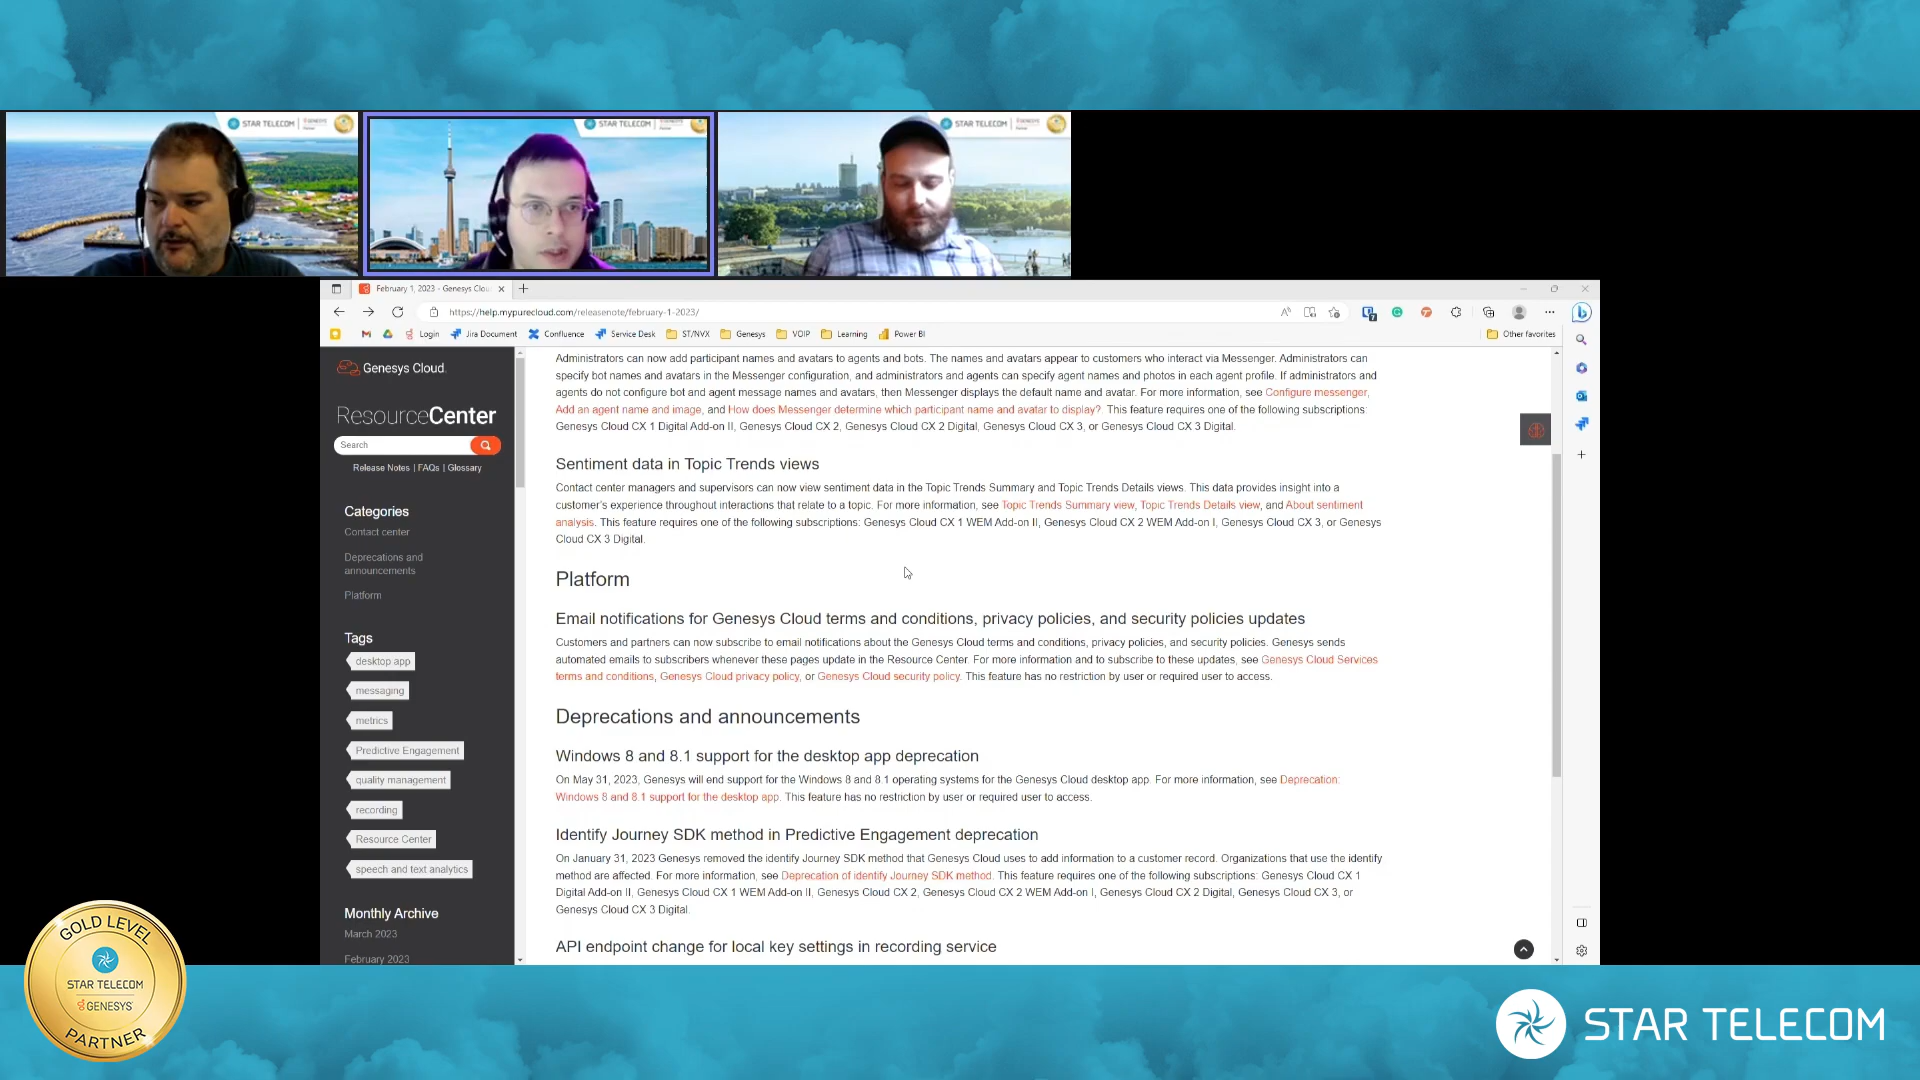 STAR TELECOM
STAR TELECOM
STAR TELECOM
February 1, 2023 - Genesys Clou
https://help.mypurecloud.com/releasenote/february-1-2023/
Login
Jira Document
Confluence
Service Desk
ST/NVX
Genesys
VOIP
Learning
Power BI
Other favorites
Genesys Cloud.
ResourceCenter
Search
Release Notes | FAQs | Glossary
Categories
Contact center
Deprecations and
announcements
Platform
Tags
desktop app
messaging
metrics
Predictive Engagement
quality management
recording
Resource Center
speech and text analytics
Monthly Archive
March 2023
February 2023
Administrators can now add participant names and avatars to agents and bots. The names and avatars appear to customers who interact via Messenger. Administrators can
specify bot names and avatars in the Messenger configuration, and administrators and agents can specify agent names and photos in each agent profile. If administrators and
agents do not configure bot and agent message names and avatars, then Messenger displays the default name and avatar. For more information, see Configure messenger,
Add an agent name and image, and How does Messenger determine which participant name and avatar to display? This feature requires one of the following subscriptions:
Genesys Cloud CX 1 Digital Add-on II, Genesys Cloud CX 2, Genesys Cloud CX 2 Digital, Genesys Cloud CX 3, or Genesys Cloud CX 3 Digital.
Sentiment data in Topic Trends views
Contact center managers and supervisors can now view sentiment data in the Topic Trends Summary and Topic Trends Details views. This data provides insight into a
customer's experience throughout interactions that relate to a topic. For more information, see Topic Trends Summary view, Topic Trends Details view, and About sentiment
analysis. This feature requires one of the following subscriptions: Genesys Cloud CX 1 WEM Add-on II, Genesys Cloud CX 2 WEM Add-on I, Genesys Cloud CX 3, or Genesys
Cloud CX 3 Digital.
Platform
Email notifications for Genesys Cloud terms and conditions, privacy policies, and security policies updates
Customers and partners can now subscribe to email notifications about the Genesys Cloud terms and conditions, privacy policies, and security policies. Genesys sends
automated emails to subscribers whenever these pages update in the Resource Center. For more information and to subscribe to these updates, see Genesys Cloud Services
terms and conditions, Genesys Cloud privacy policy, or Genesys Cloud security policy. This feature has no restriction by user or required user to access.
Deprecations and announcements
Windows 8 and 8.1 support for the desktop app deprecation
On May 31, 2023, Genesys will end support for the Windows 8 and 8.1 operating systems for the Genesys Cloud desktop app. For more information, see Deprecation:
Windows 8 and 8.1 support for the desktop app. This feature has no restriction by user or required user to access.
Identify Journey SDK method in Predictive Engagement deprecation
On January 31, 2023 Genesys removed the identify Journey SDK method that Genesys Cloud uses to add information to a customer record. Organizations that use the identify
method are affected. For more information, see Deprecation of identify Journey SDK method. This feature requires one of the following subscriptions: Genesys Cloud CX 1
Digital Add-on II, Genesys Cloud CX 1 WEM Add-on II, Genesys Cloud CX 2, Genesys Cloud CX 2 WEM Add-on I, Genesys Cloud CX 2 Digital, Genesys Cloud CX 3, or
Genesys Cloud CX 3 Digital.
API endpoint change for local key settings in recording service
GOLD LEVEL
STAR TELECOM
GENESYS
PARTNER
STAR TELECOM